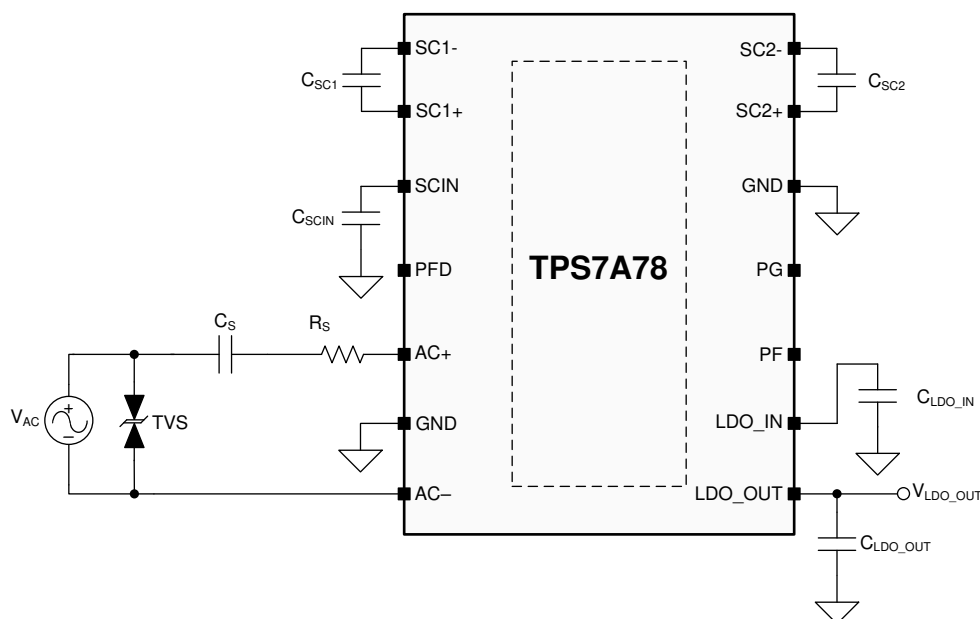 SC1-
SC2-
C_SC1
C_SC2
SC1+
SC2+
SCIN
GND
C_SCIN
TPS7A78
PFD
PG
C_S
R_S
AC+
PF
V_AC
+
–
TVS
C_LDO_IN
GND
LDO_IN
AC–
LDO_OUT
V_LDO_OUT
C_LDO_OUT